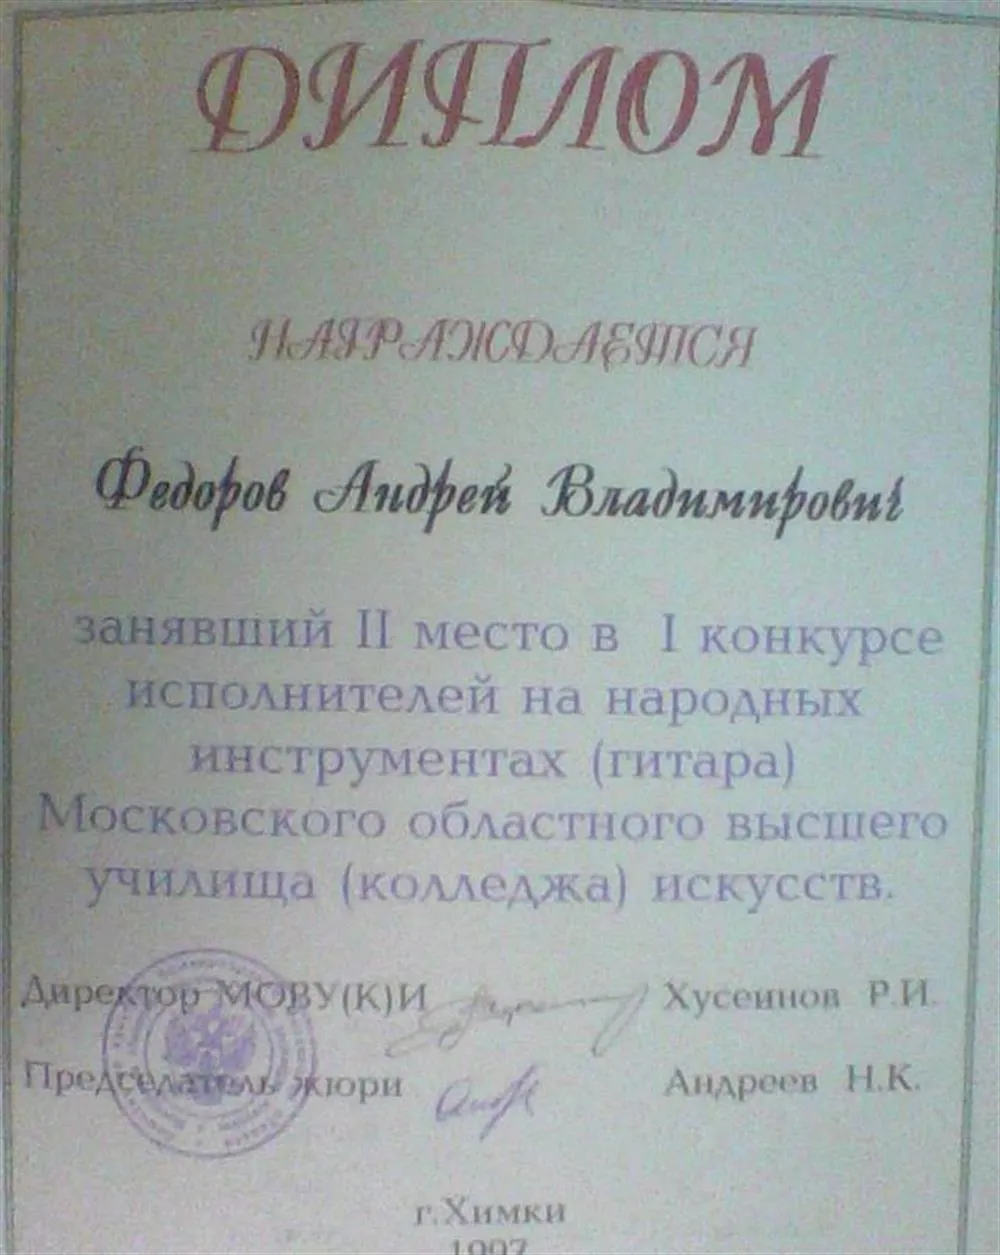 ДИПЛОМ
НАГРАЖДАЕТСЯ
Федоров Андрей Владимирович
занявший II место в I конкурсе
исполнителей на народных
инструментах (гитара)
Московского областного высшего
училища (колледжа) искусств.
Директор МОВУ(К)И Хусеинов Р.И.
Председатель жюри Андреев Н.К.
г.Химки
1997